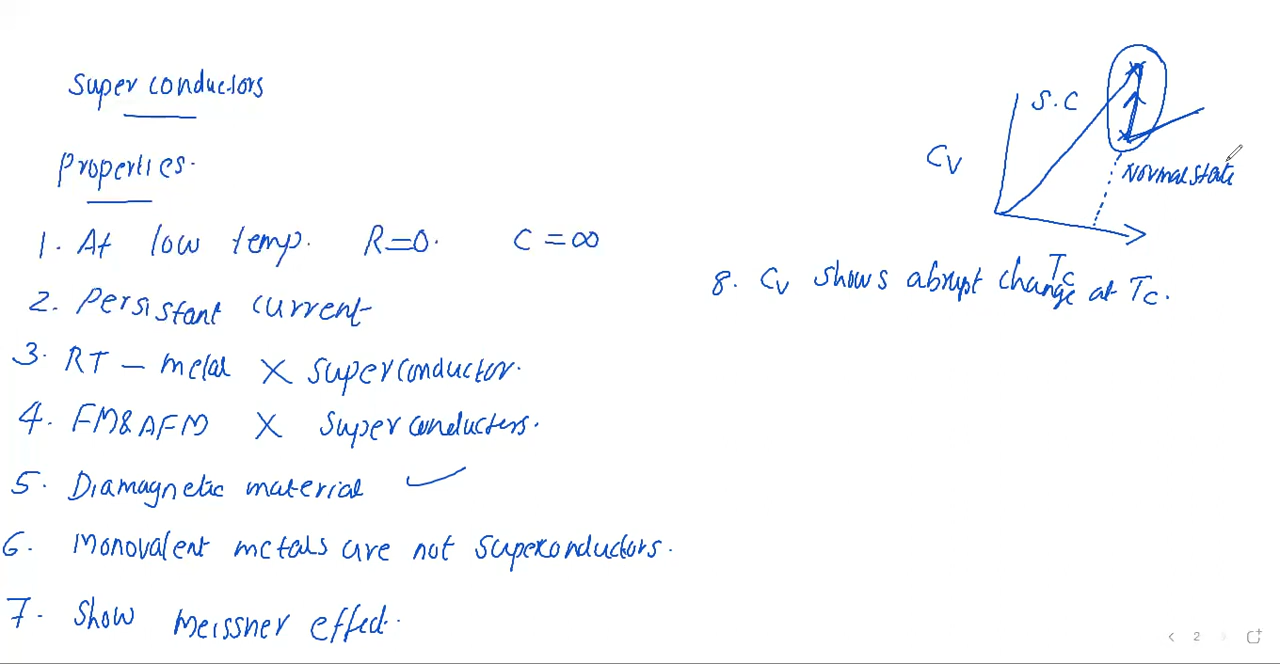 Super conductors
Properties.
1. At low temp. R=0. C=∞
2. Persistant current
3. RT - metal X superconductor.
4. FM&AFM X Superconducters.
5. Diamagnetic material ✓
6. Monovalent metals are not superconductors.
7. Show meissner effect.
S.C
Cv
Normal state
Tc
8. Cv shows abrupt change at Tc.
2